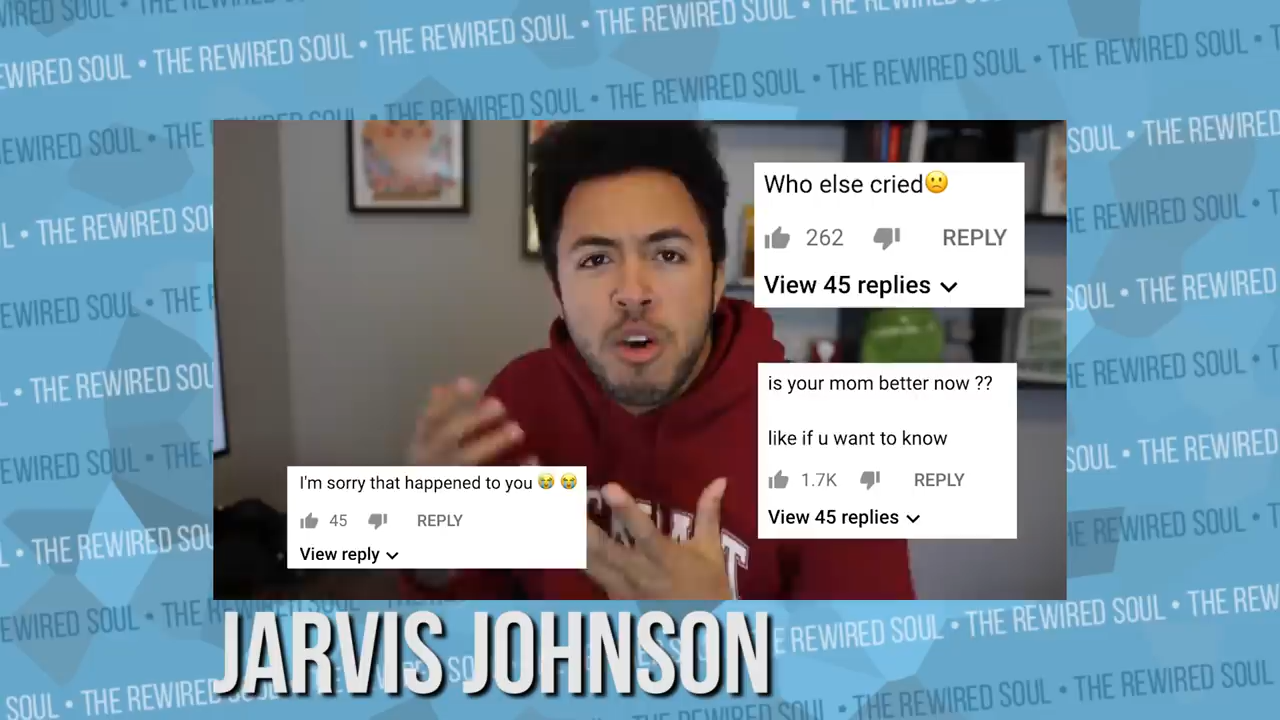 THE REWIRED SOUL • THE REWIRED SOUL • THE REWIRED SOUL
Who else cried🙁
262 REPLY
View 45 replies
is your mom better now ??
like if u want to know
1.7K REPLY
View 45 replies
I'm sorry that happened to you 😭 😭
45 REPLY
View reply
JARVIS JOHNSON